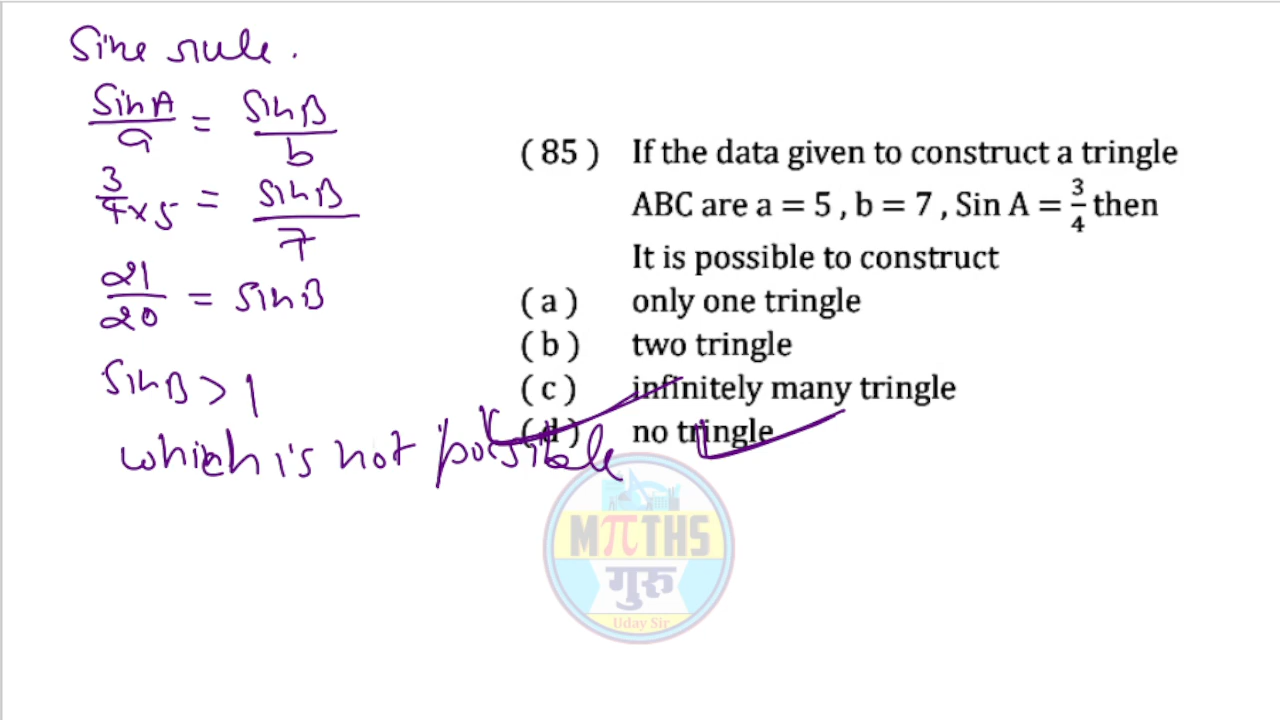 Sine rule.
SinA/a = SinB/b
3/4×5 = SinB/7
21/20 = SinB
SinB > 1
which is not possible
( 85 ) If the data given to construct a tringle
ABC are a = 5 , b = 7 , Sin A = 3/4 then
It is possible to construct
( a ) only one tringle
( b ) two tringle
( c ) infinitely many tringle
( d ) no tringle
MπTHS
गुरु
Uday Sir